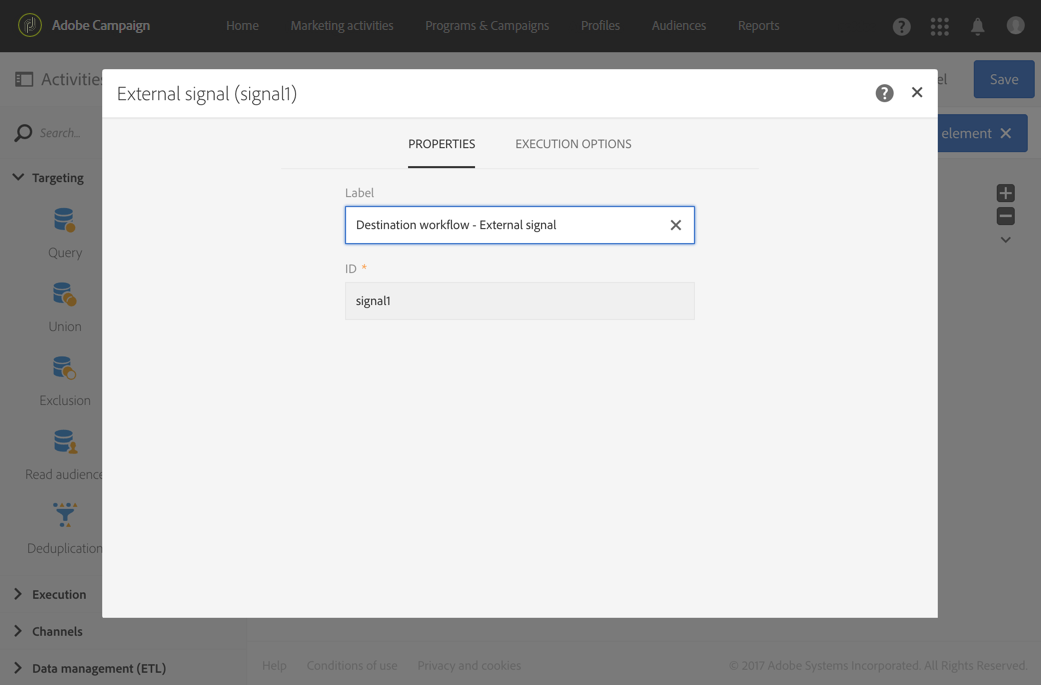 Adobe Campaign Home Marketing activities Programs & Campaigns Profiles Audiences Reports
Activities
Save
External signal (signal1)
Search...
element
PROPERTIES EXECUTION OPTIONS
Targeting
Label
Destination workflow - External signal
Query
ID *
signal1
Union
Exclusion
Read audience
Deduplication
Execution
Channels
Data management (ETL)
Help Conditions of use Privacy and cookies © 2017 Adobe Systems Incorporated. All Rights Reserved.